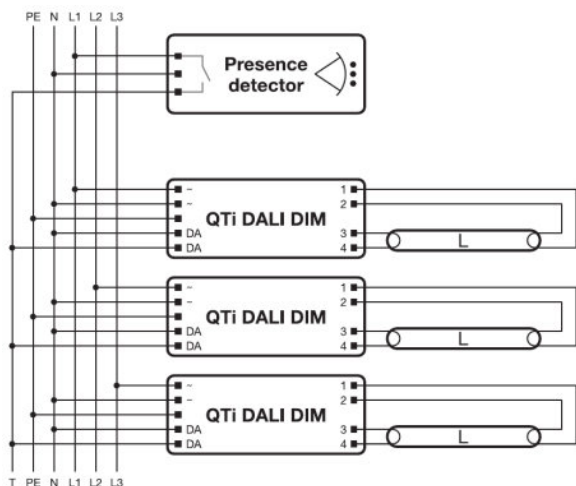 PE N L1 L2 L3
Presence
detector
~ 1
~ 2
QTi DALI DIM
DA 3 L
DA 4
~ 1
~ 2
QTi DALI DIM
DA 3 L
DA 4
~ 1
~ 2
QTi DALI DIM
DA 3 L
DA 4
T PE N L1 L2 L3